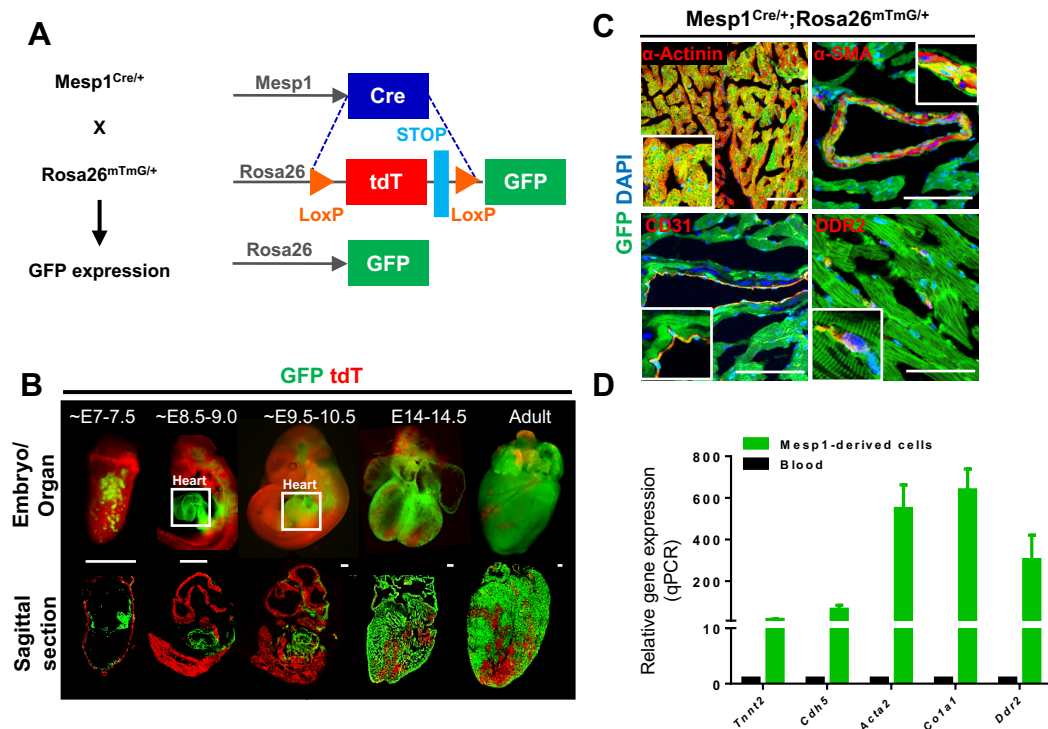 A
Mesp1Cre/+
X
Rosa26mTmG/+
GFP expression
Mesp1
Cre
STOP
Rosa26
tdT
GFP
LoxP
LoxP
Rosa26
GFP
B
GFP tdT
~E7-7.5
~E8.5-9.0
~E9.5-10.5
E14-14.5
Adult
Embryo/
Organ
Heart
Heart
Sagittal
section
C
Mesp1Cre/+;Rosa26mTmG/+
GFP DAPI
α-Actinin
α-SMA
CD31
DDR2
D
Mesp1-derived cells
Blood
Relative gene expression
(qPCR)
800
600
400
200
10
0
Tnnt2
Cdh5
Acta2
Co1a1
Ddr2